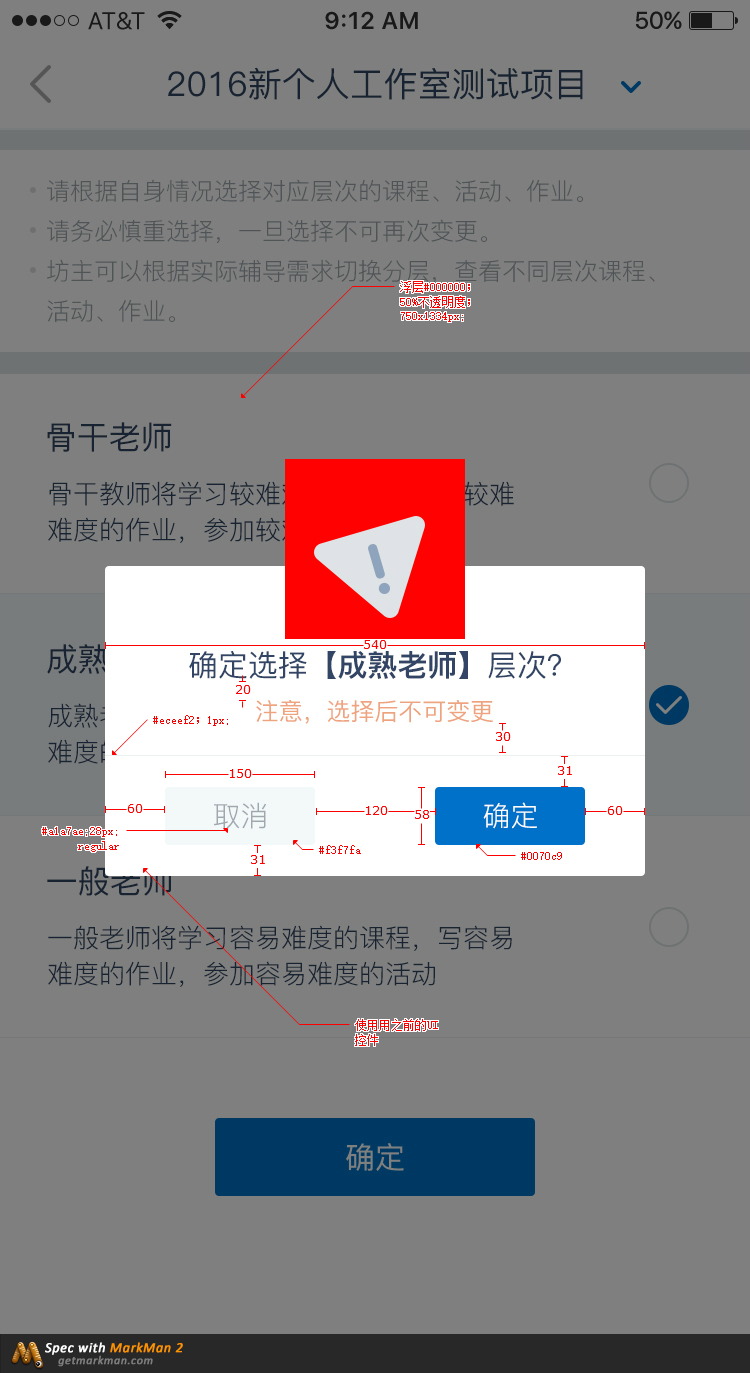 AT&T 9:12 AM 50%
2016新个人工作室测试项目
• 请根据自身情况选择对应层次的课程、活动、作业。
• 请务必慎重选择，一旦选择不可再次变更。
• 坊主可以根据实际辅导需求切换分层，查看不同层次课程、
活动、作业。
浮层#000000;
50%不透明度;
750x1334px;
骨干老师
骨干教师将学习较难 较难
难度的作业，参加较
540
成熟
确定选择【成熟老师】层次?
20
成熟
注意，选择后不可变更
#eceef2; 1px;
30
难度
31
150
60
取消
120
58
确定
60
#a1a7ae;28px;
regular
31
#f3f7fa
#0070c9
一般老师
一般老师将学习容易难度的课程，写容易
难度的作业，参加容易难度的活动
使用用之前的UI
控件
确定
Spec with MarkMan 2
getmarkman.com